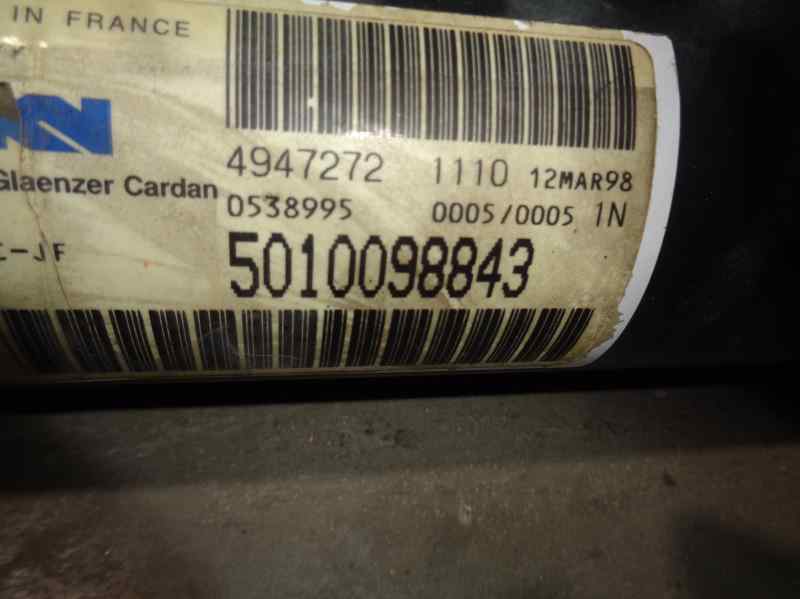 IN FRANCE
4947272 1110 12MAR98
Glaenzer Cardan
0538995 0005/0005 1N
5010098843